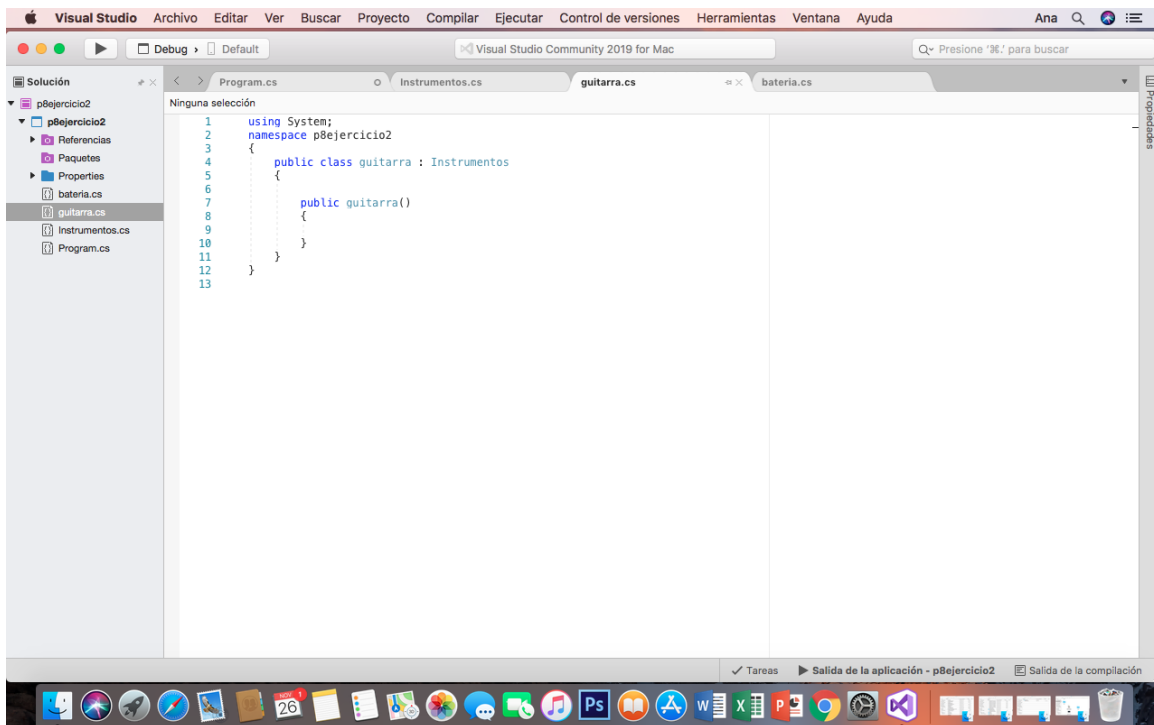 Visual Studio Archivo Editar Ver Buscar Proyecto Compilar Ejecutar Control de versiones Herramientas Ventana Ayuda Ana
Debug › Default
Visual Studio Community 2019 for Mac
Presione '⌘.' para buscar
Solución
Program.cs Instrumentos.cs guitarra.cs bateria.cs
Propiedades
p8ejercicio2
p8ejercicio2
Referencias
Paquetes
Properties
bateria.cs
guitarra.cs
Instrumentos.cs
Program.cs
Ninguna selección
1 using System;
2 namespace p8ejercicio2
3 {
4 public class guitarra : Instrumentos
5 {
6
7 public guitarra()
8 {
9
10 }
11 }
12 }
13
Tareas Salida de la aplicación - p8ejercicio2 Salida de la compilación
NOV 1
26
Ps
W X P